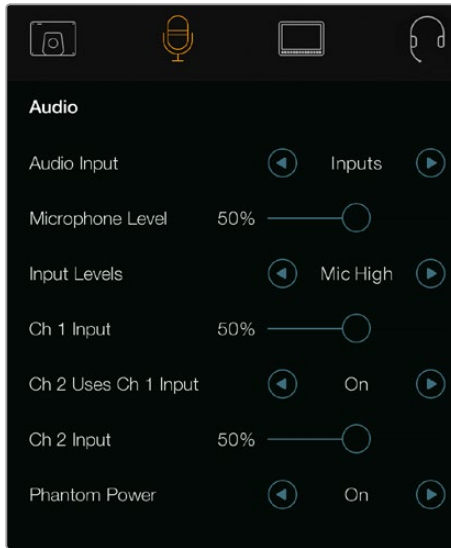 Audio
Audio Input Inputs
Microphone Level 50%
Input Levels Mic High
Ch 1 Input 50%
Ch 2 Uses Ch 1 Input On
Ch 2 Input 50%
Phantom Power On